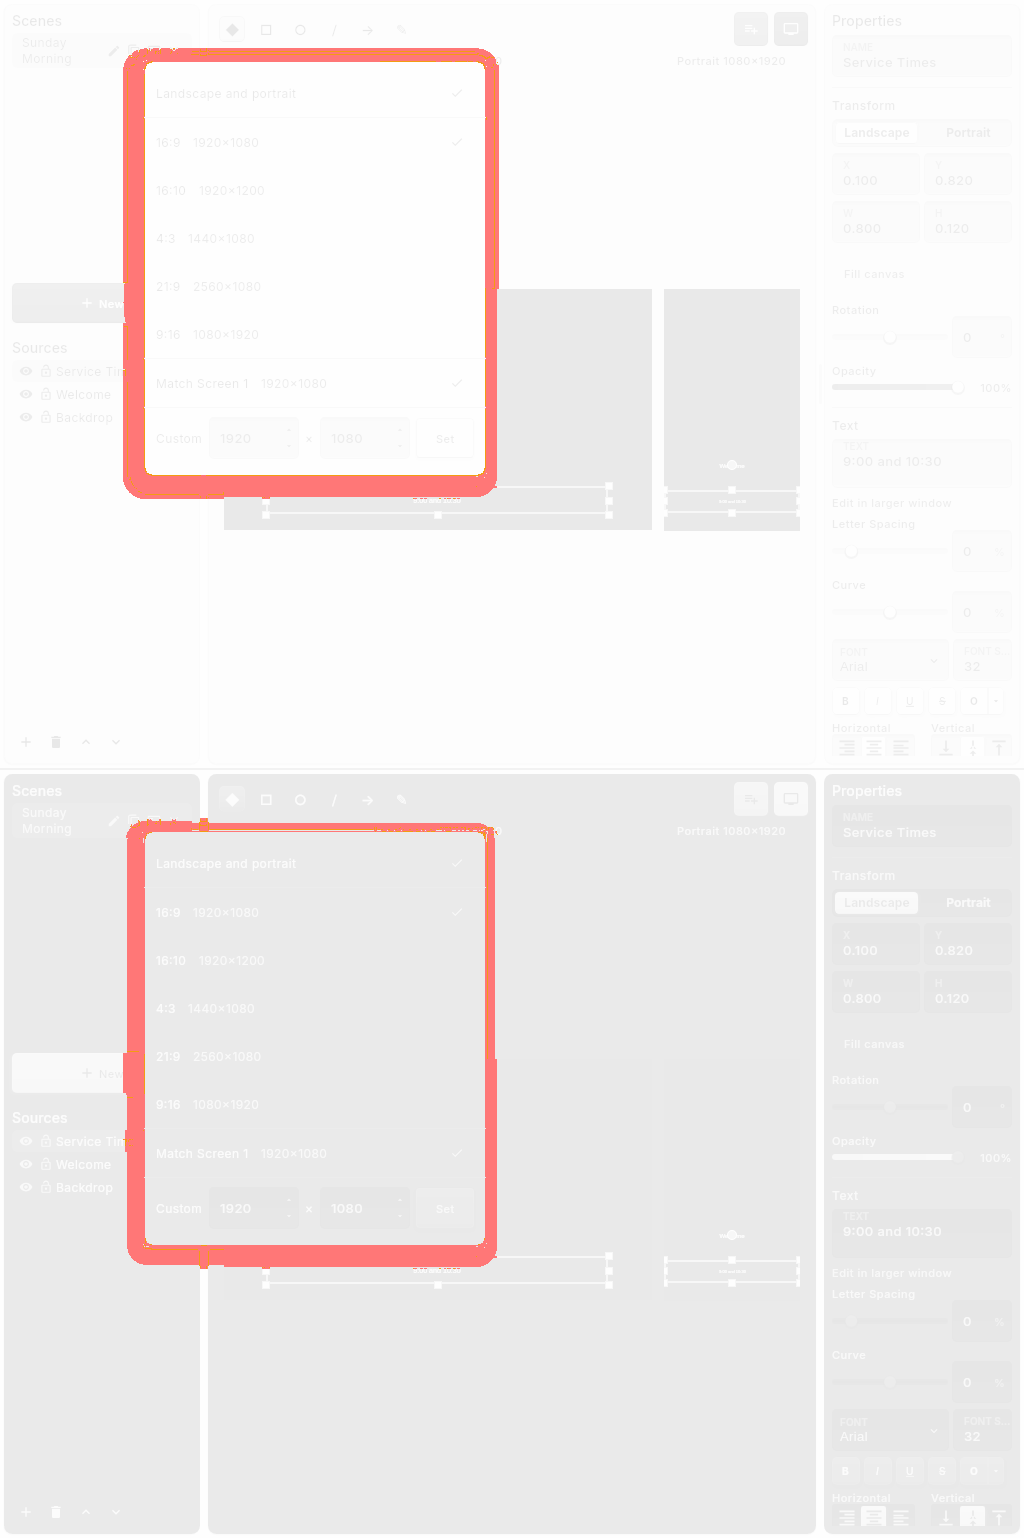 Scenes
Sunday
Morning
Portrait 1080×1920
Properties
NAME
Service Times
Transform
Landscape Portrait
X Y
0.100 0.820
W H
0.800 0.120
Fill canvas
Rotation
0 °
Opacity
100%
Text
TEXT
9:00 and 10:30
Edit in larger window
Letter Spacing
0 %
Curve
0 %
FONT FONT S...
Arial 32
B I U S O
Horizontal Vertical
Landscape and portrait
16:9 1920×1080
16:10 1920×1200
4:3 1440×1080
21:9 2560×1080
9:16 1080×1920
Match Screen 1 1920×1080
Custom 1920 × 1080 Set
+ New
Sources
Service Tim
Welcome
Backdrop
Scenes
Sunday
Morning
Portrait 1080×1920
Properties
NAME
Service Times
Transform
Landscape Portrait
X Y
0.100 0.820
W H
0.800 0.120
Fill canvas
Rotation
0 °
Opacity
100%
Text
TEXT
9:00 and 10:30
Edit in larger window
Letter Spacing
0 %
Curve
0 %
FONT FONT S...
Arial 32
B I U S O
Horizontal Vertical
Landscape and portrait
16:9 1920×1080
16:10 1920×1200
4:3 1440×1080
21:9 2560×1080
9:16 1080×1920
Match Screen 1 1920×1080
Custom 1920 × 1080 Set
+ New
Sources
Service Tim
Welcome
Backdrop